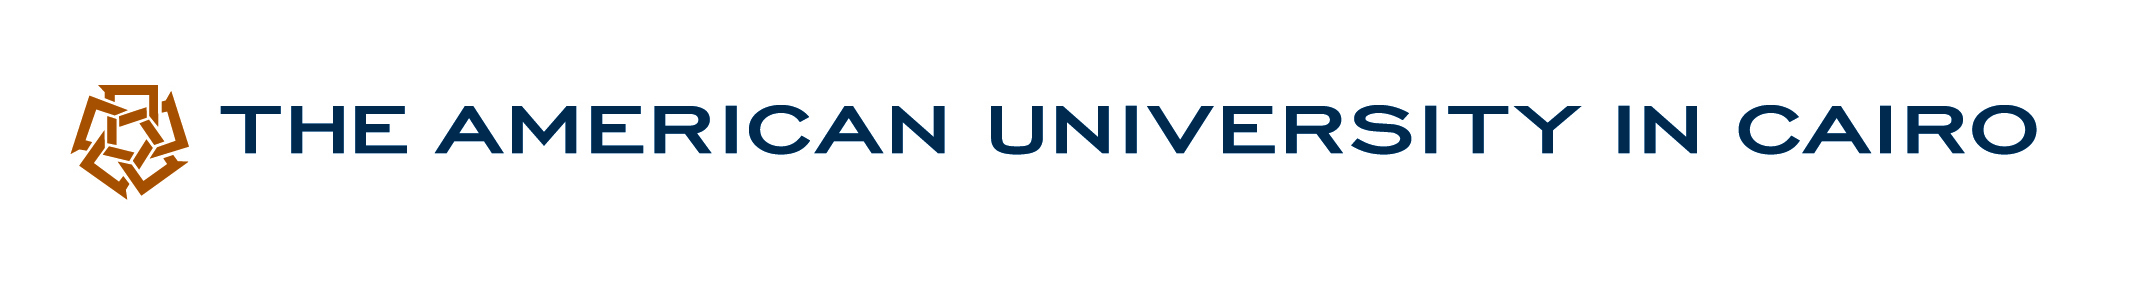 THE AMERICAN UNIVERSITY IN CAIRO